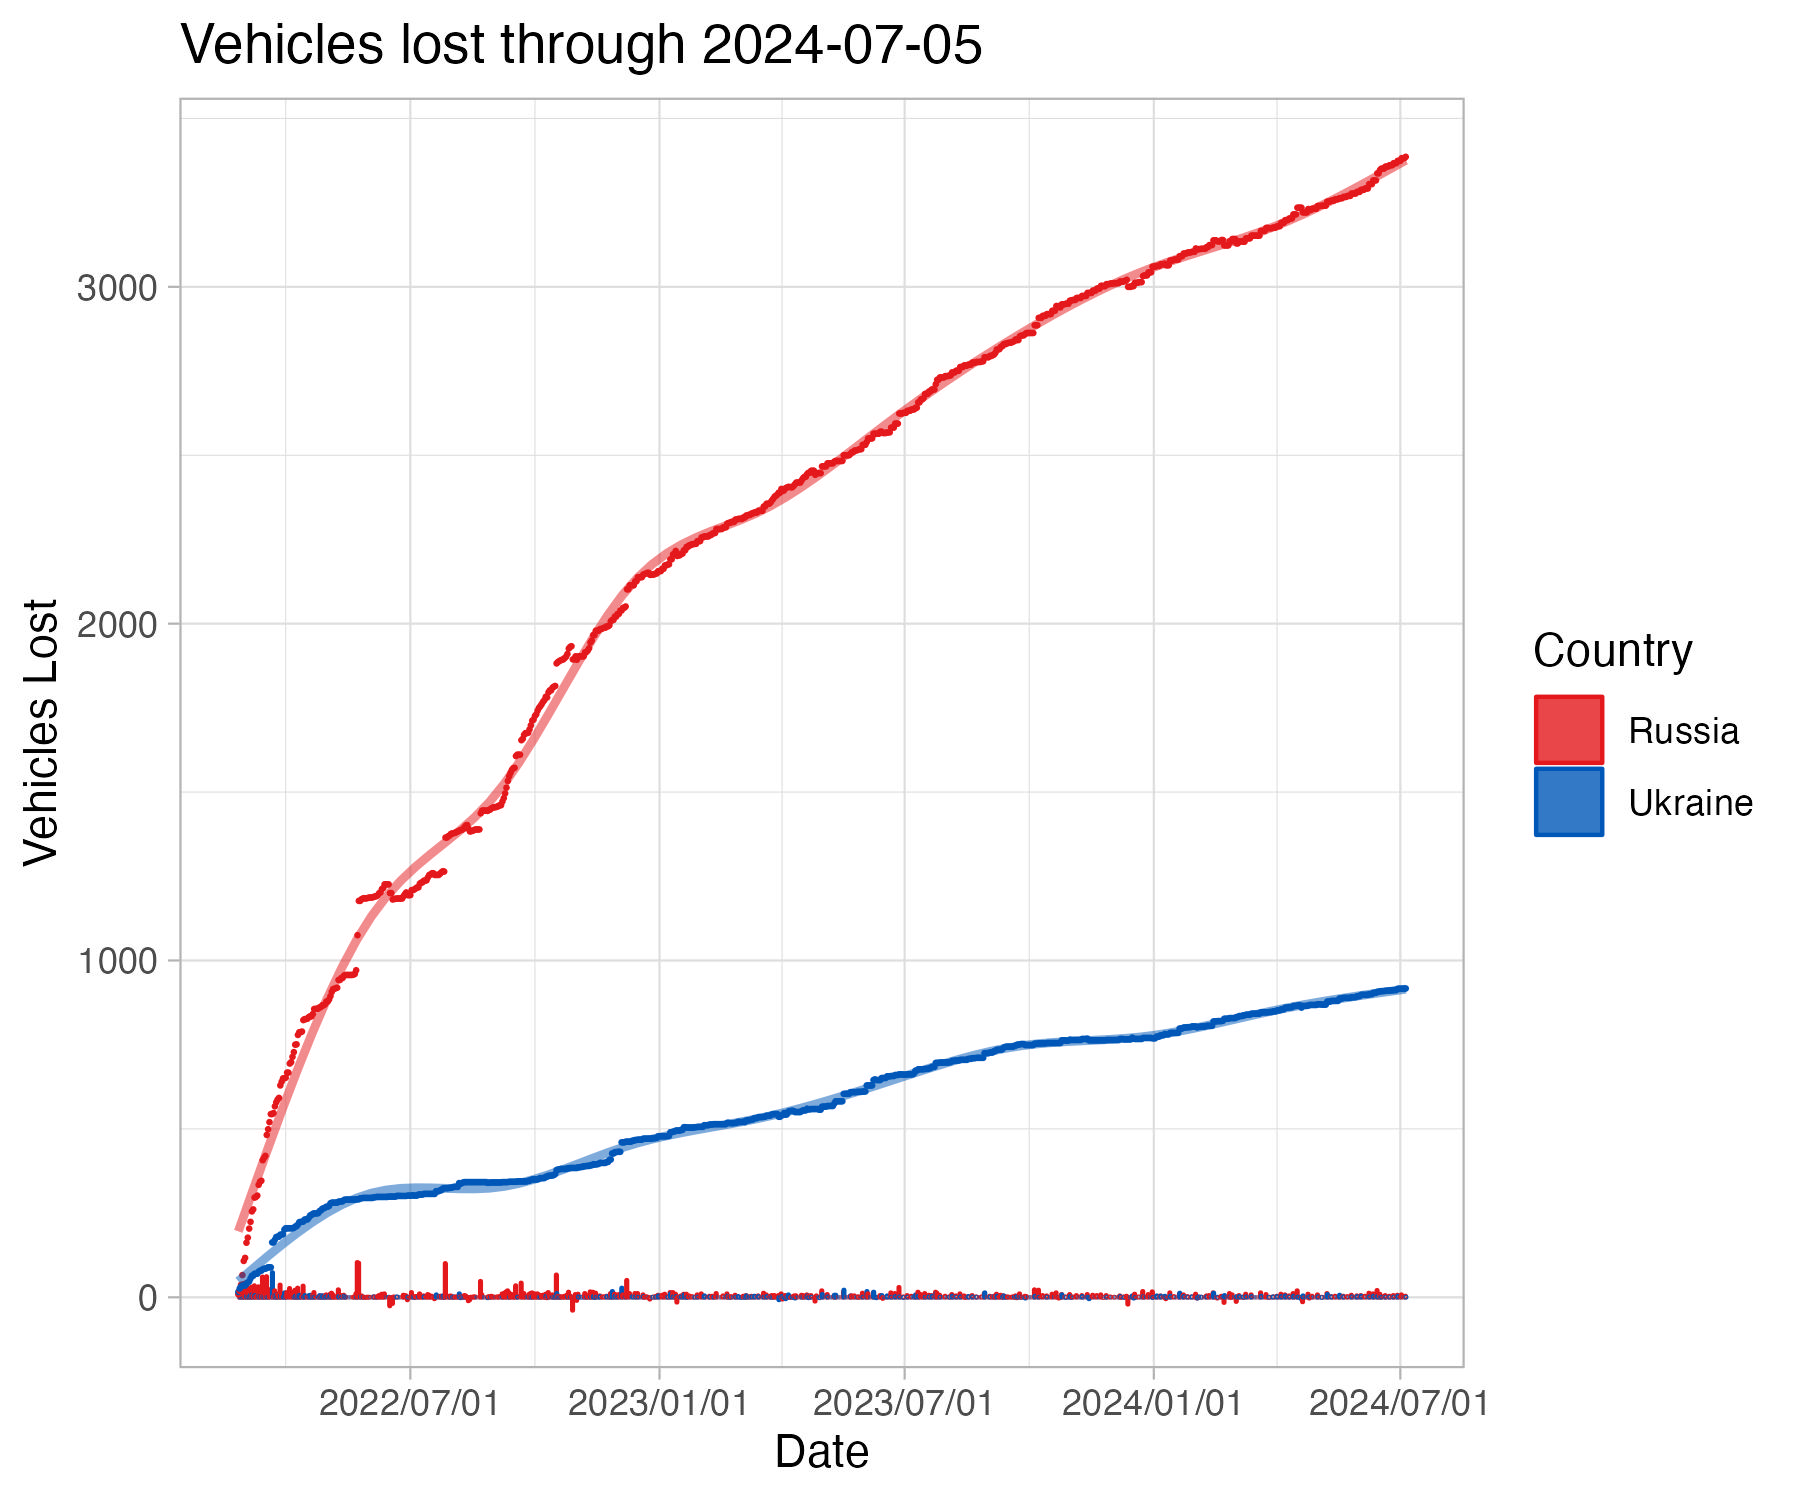 Vehicles lost through 2024-07-05
Vehicles Lost
3000
2000
1000
0
2022/07/01
2023/01/01
2023/07/01
2024/01/01
2024/07/01
Date
Country
Russia
Ukraine